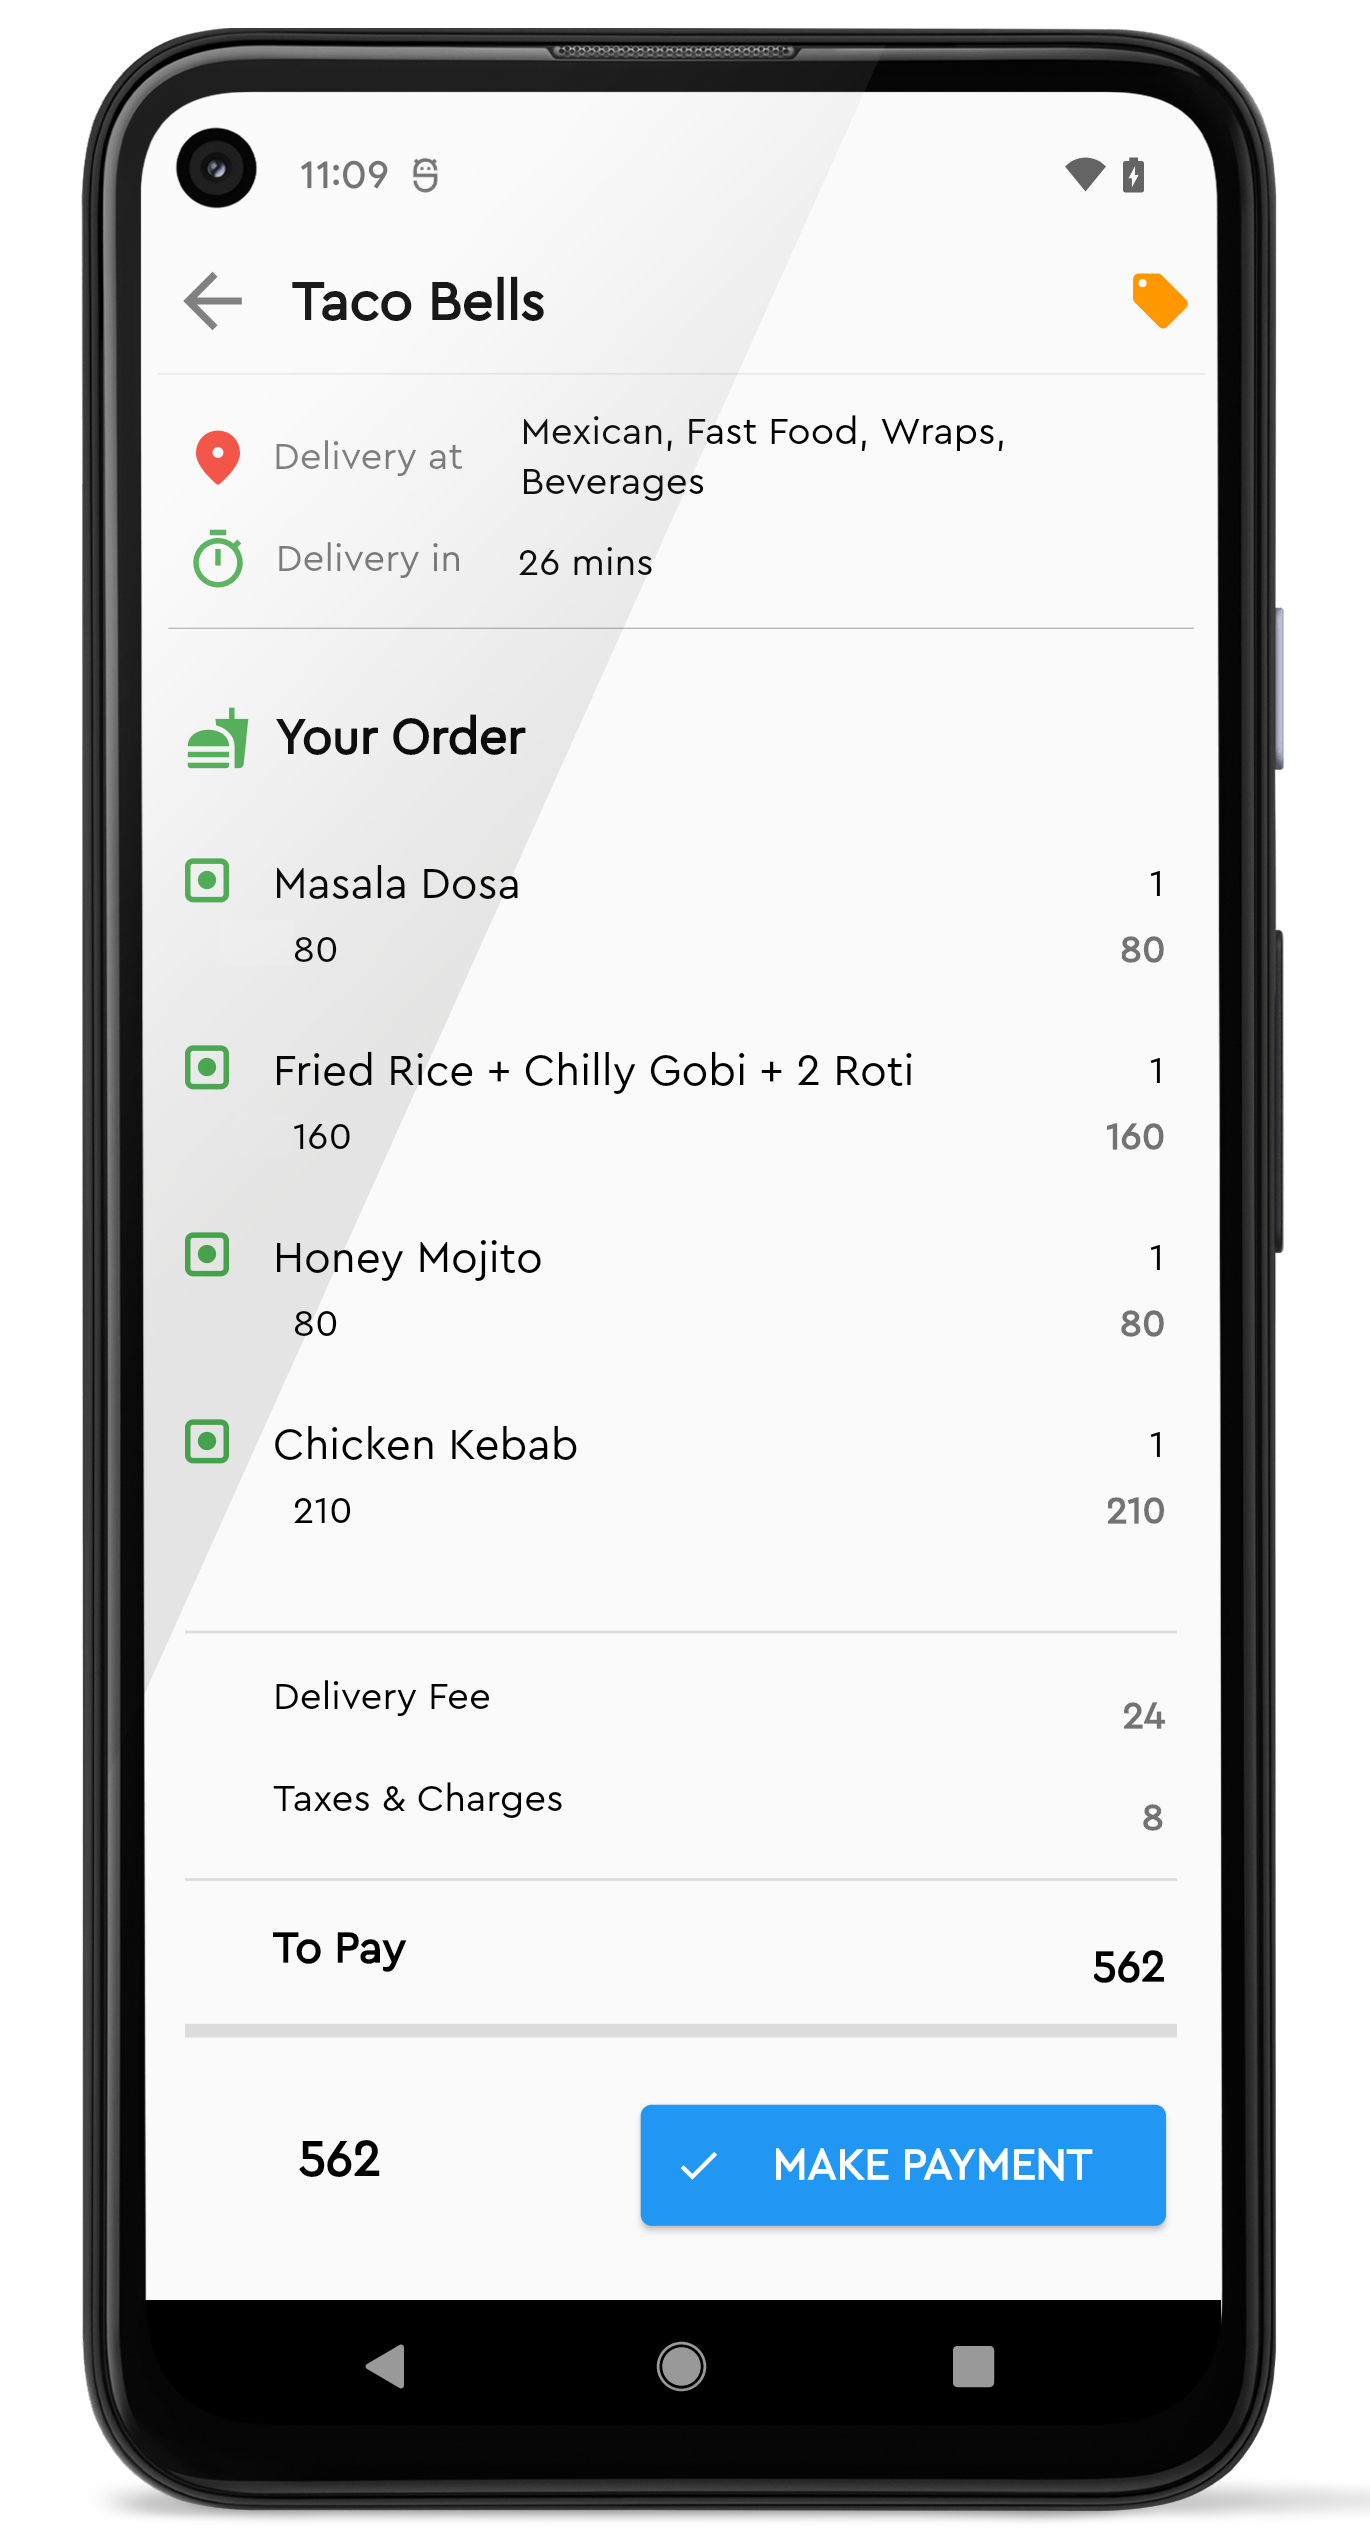 11:09
Taco Bells
Delivery at
Mexican, Fast Food, Wraps,
Beverages
Delivery in
26 mins
Your Order
Masala Dosa 1
80 80
Fried Rice + Chilly Gobi + 2 Roti 1
160 160
Honey Mojito 1
80 80
Chicken Kebab 1
210 210
Delivery Fee 24
Taxes & Charges 8
To Pay 562
562 MAKE PAYMENT